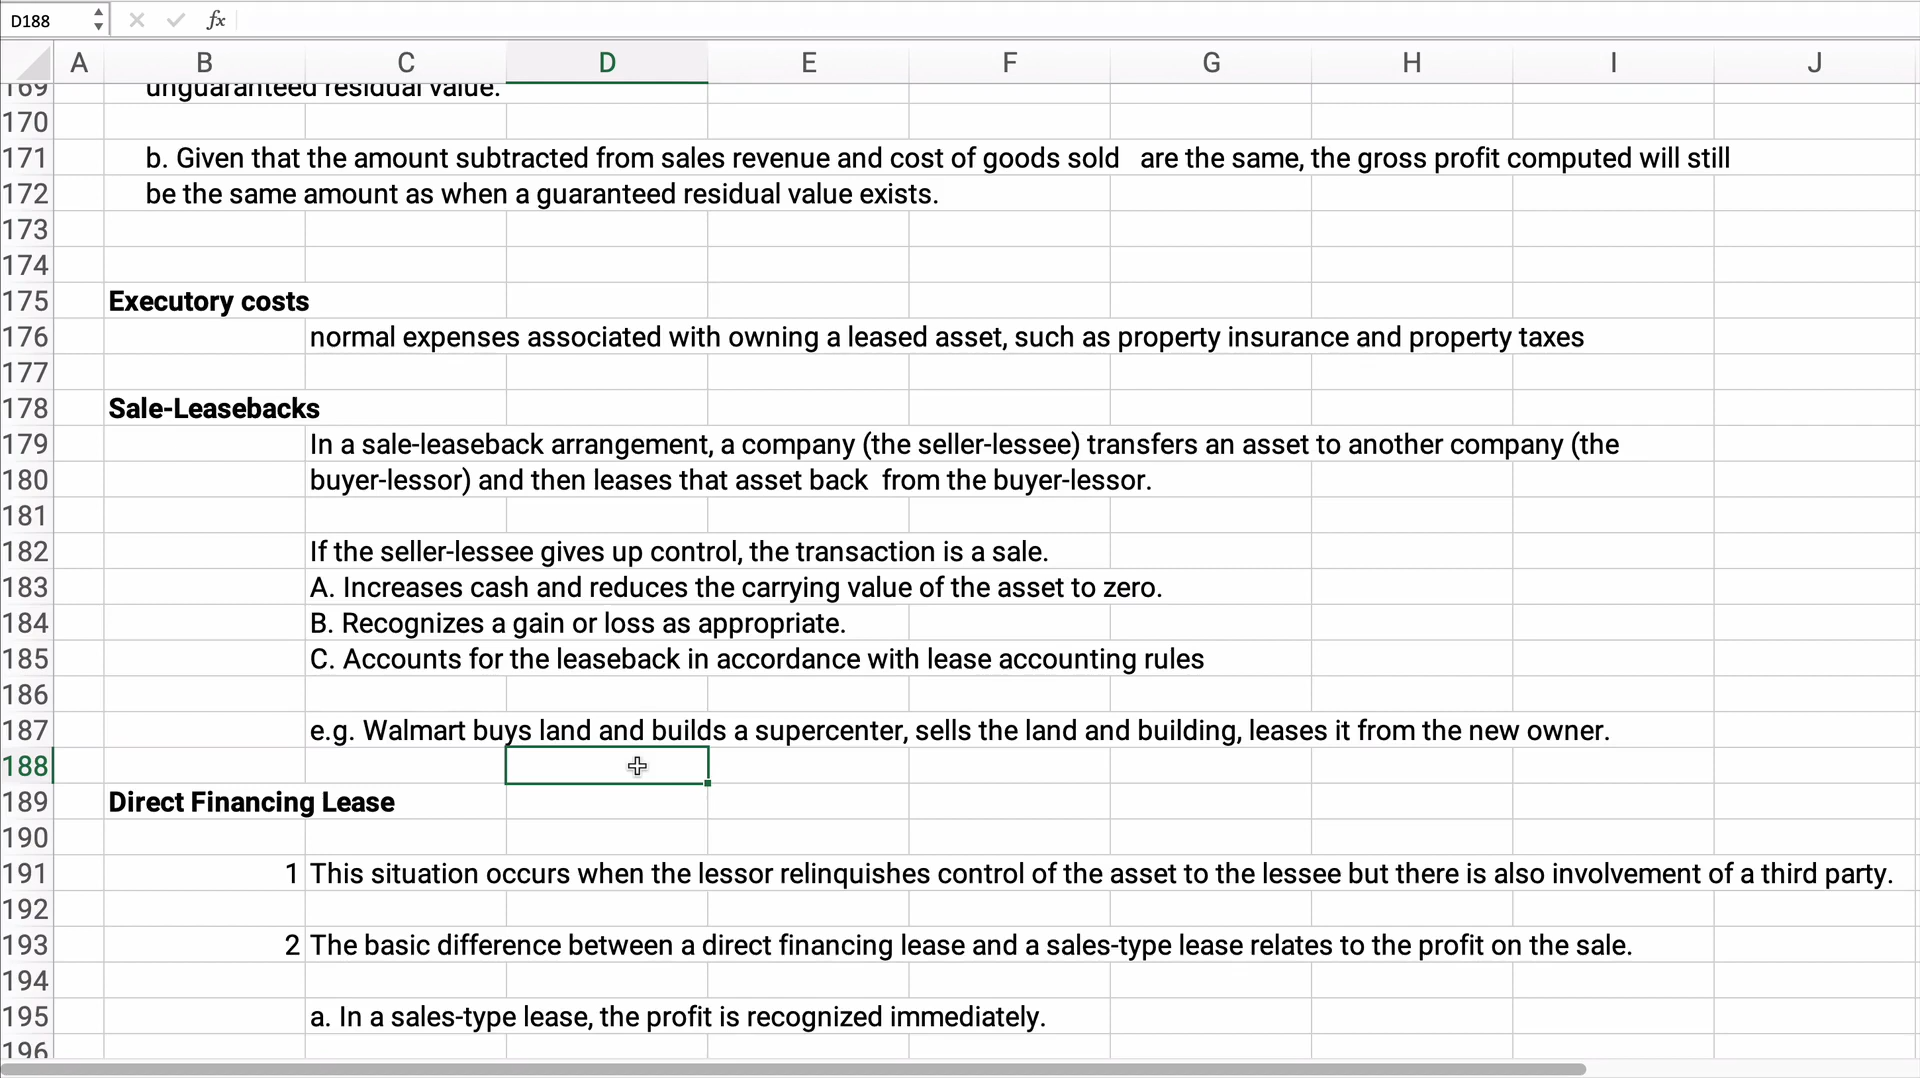 D188 fx
A B C D E F G H I J
169 unguaranteed residual value.
170
171 b. Given that the amount subtracted from sales revenue and cost of goods sold   are the same, the gross profit computed will still
172 be the same amount as when a guaranteed residual value exists.
173
174
175 Executory costs
176 normal expenses associated with owning a leased asset, such as property insurance and property taxes
177
178 Sale-Leasebacks
179 In a sale-leaseback arrangement, a company (the seller-lessee) transfers an asset to another company (the
180 buyer-lessor) and then leases that asset back  from the buyer-lessor.
181
182 If the seller-lessee gives up control, the transaction is a sale.
183 A. Increases cash and reduces the carrying value of the asset to zero.
184 B. Recognizes a gain or loss as appropriate.
185 C. Accounts for the leaseback in accordance with lease accounting rules
186
187 e.g. Walmart buys land and builds a supercenter, sells the land and building, leases it from the new owner.
188
189 Direct Financing Lease
190
191 1 This situation occurs when the lessor relinquishes control of the asset to the lessee but there is also involvement of a third party.
192
193 2 The basic difference between a direct financing lease and a sales-type lease relates to the profit on the sale.
194
195 a. In a sales-type lease, the profit is recognized immediately.
196